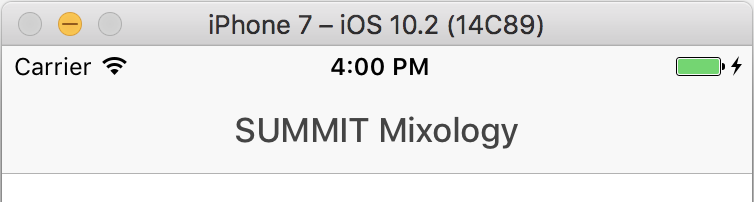 iPhone 7 – iOS 10.2 (14C89)
Carrier 4:00 PM
SUMMIT Mixology